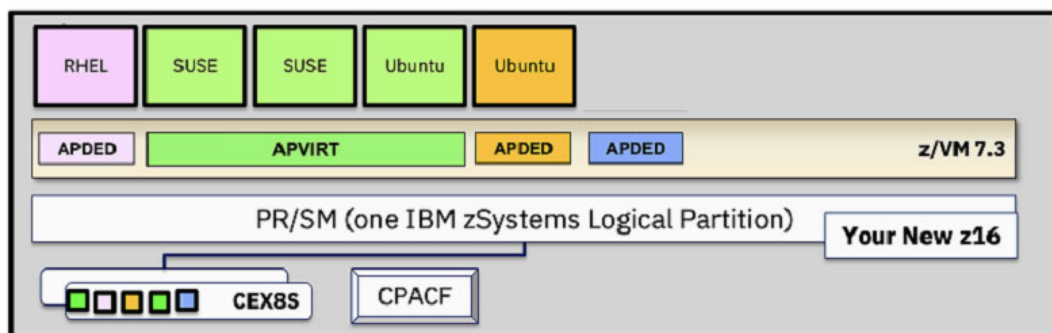 RHEL SUSE SUSE Ubuntu Ubuntu
APDED APVIRT APDED APDED z/VM 7.3
PR/SM (one IBM zSystems Logical Partition)
Your New z16
CEX8S CPACF